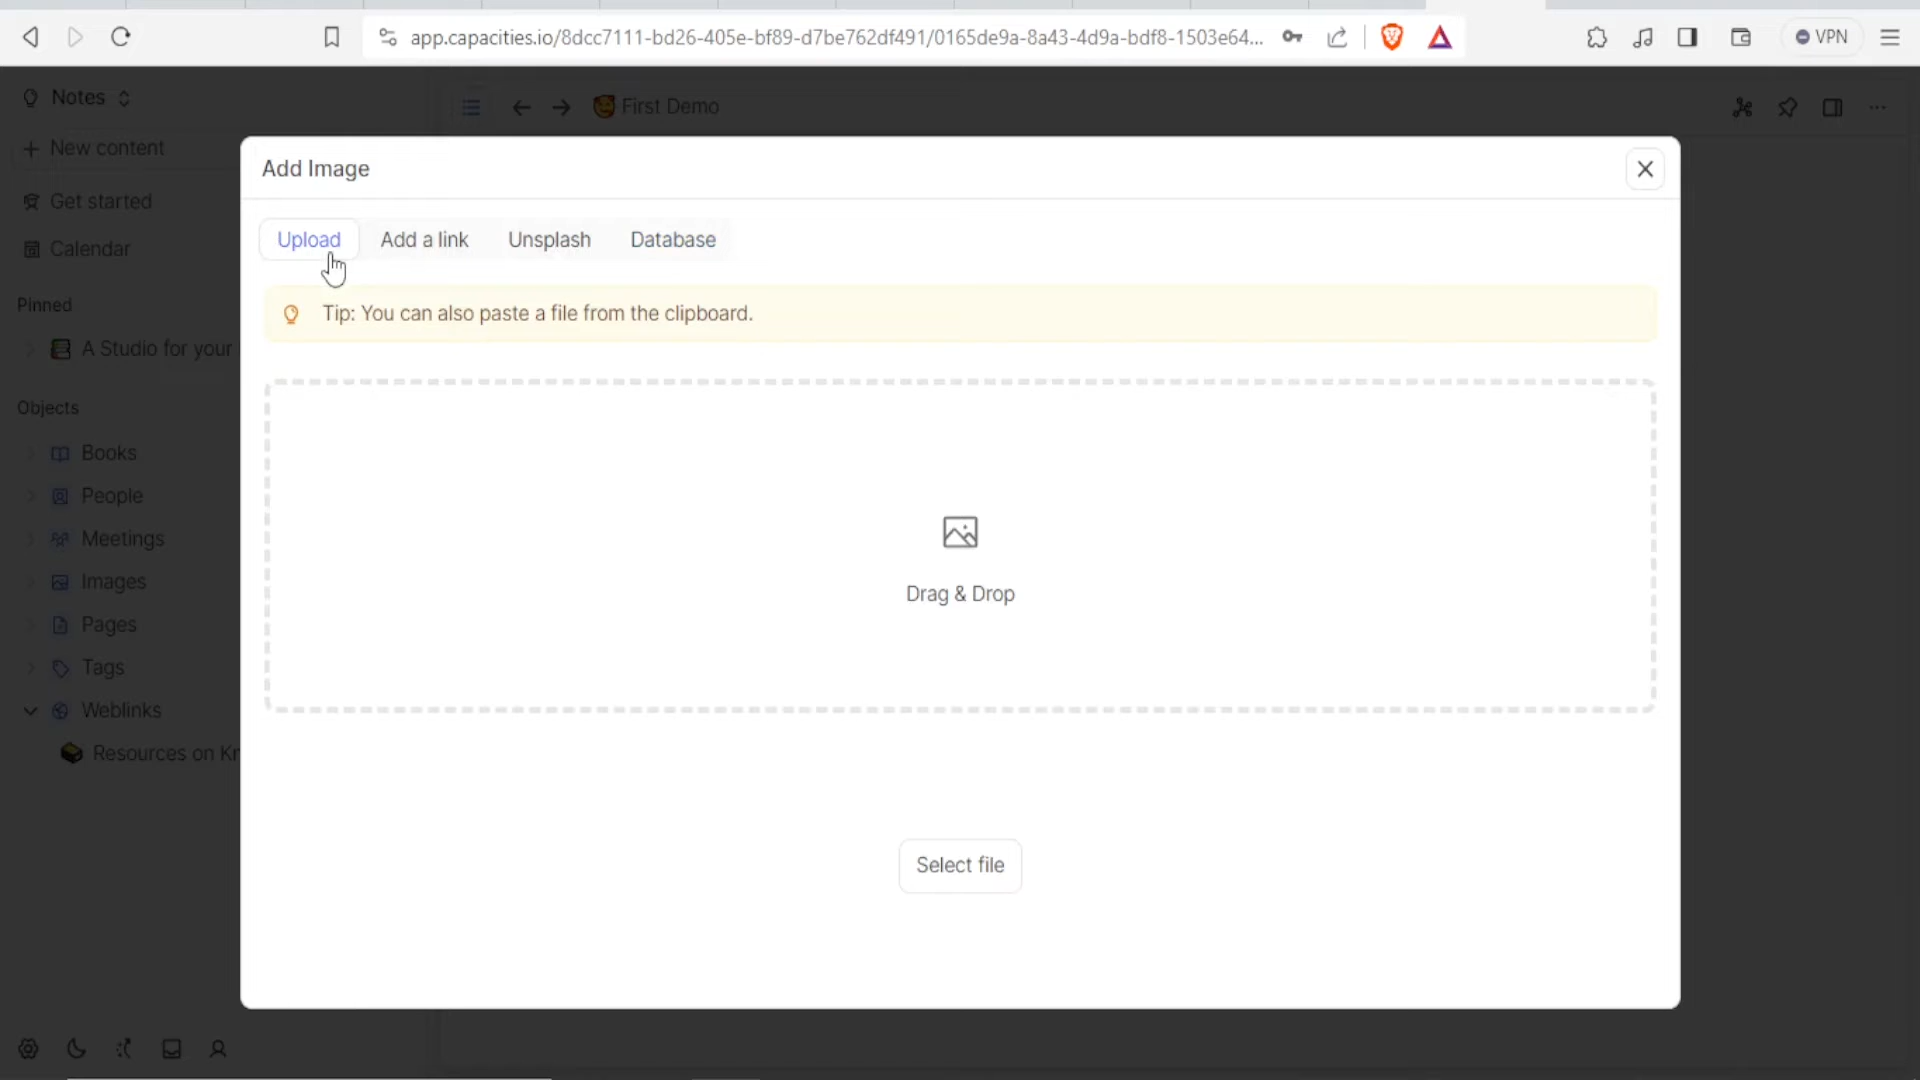 app.capacities.io/8dcc7111-bd26-405e-bf89-d7be762df491/0165de9a-8a43-4d9a-bdf8-1503e64...
VPN
Notes
First Demo
New content
Get started
Calendar
Pinned
A Studio for your
Objects
Books
People
Meetings
Images
Pages
Tags
Weblinks
Resources on Kr
Add Image
Upload Add a link Unsplash Database
Tip: You can also paste a file from the clipboard.
Drag & Drop
Select file